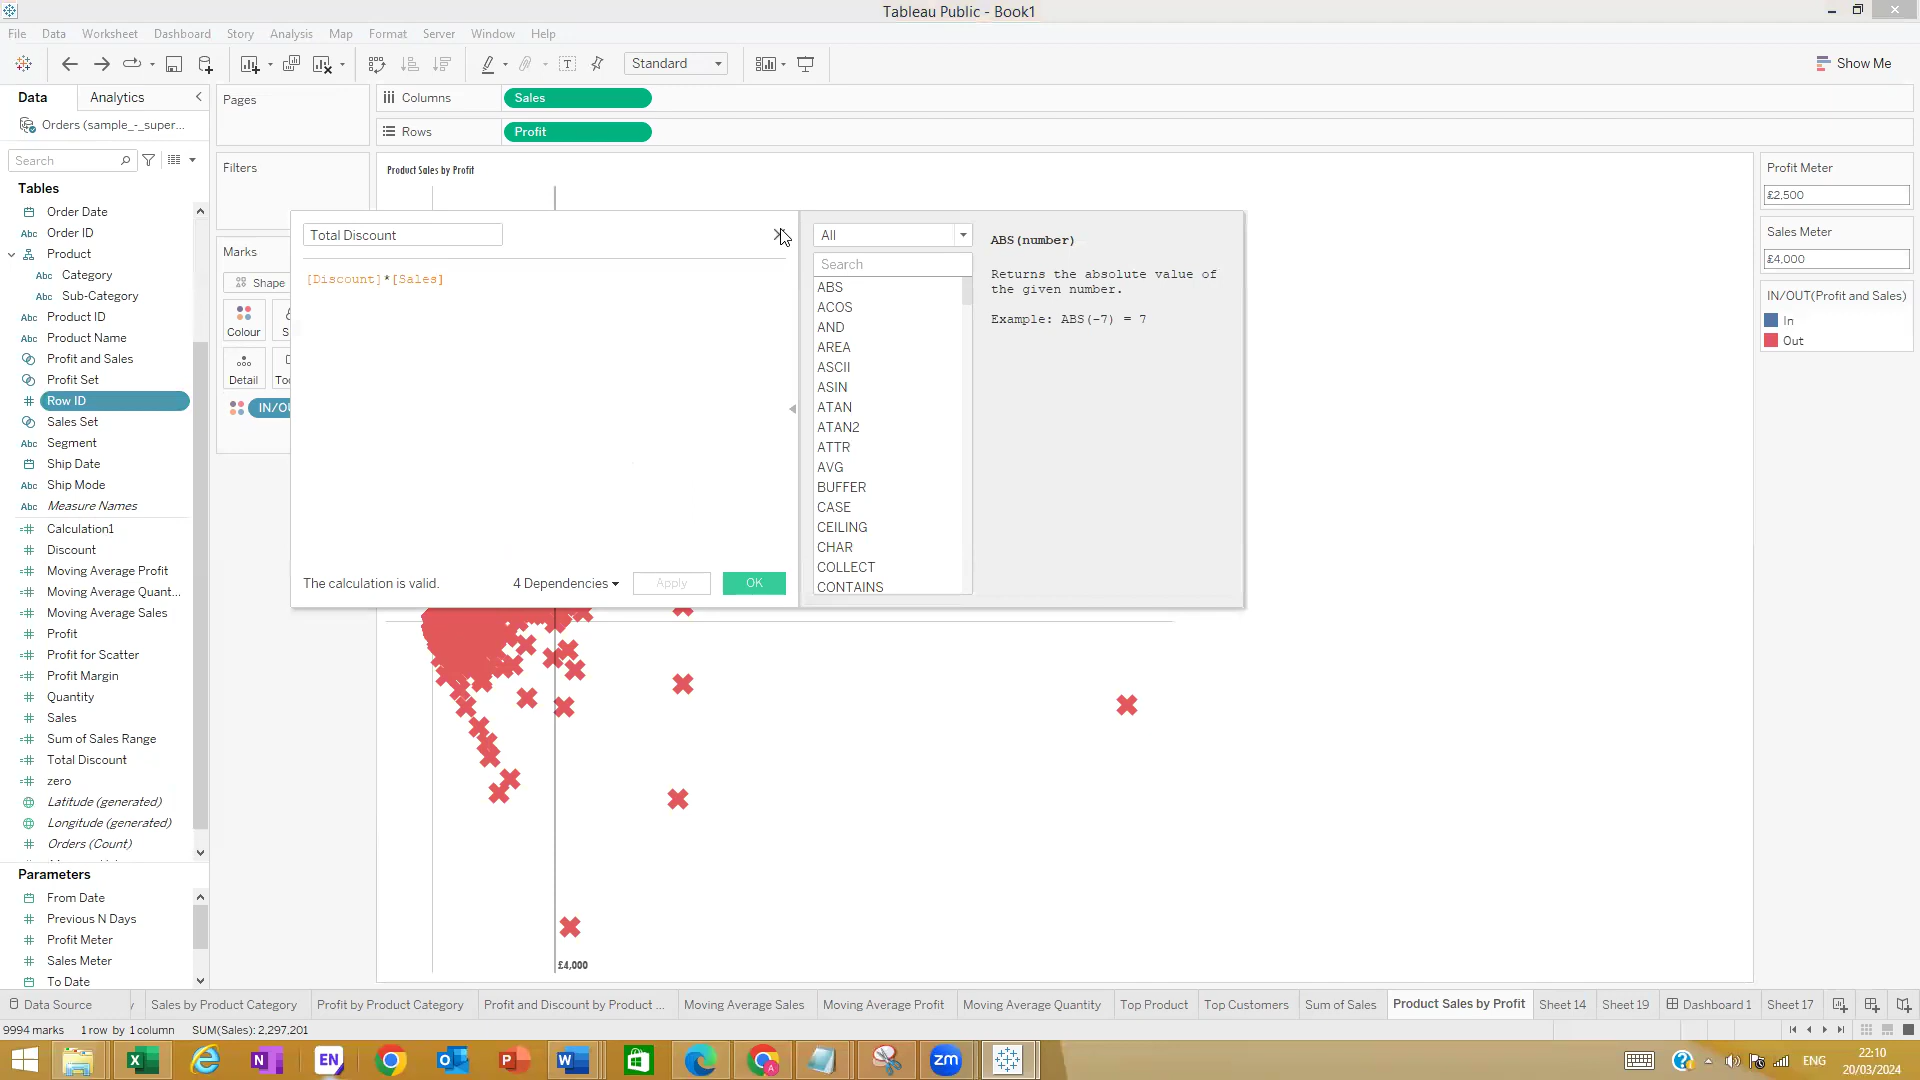 Tableau Public - Book1
File Data Worksheet Dashboard Story Analysis Map Format Server Window Help
Standard
Show Me
Data Analytics
Orders (sample_-_super...
Search
Tables
Order Date
Order ID
Product
Category
Sub-Category
Product ID
Product Name
Profit and Sales
Profit Set
Row ID
Sales Set
Segment
Ship Date
Ship Mode
Measure Names
Calculation1
Discount
Moving Average Profit
Moving Average Quant...
Moving Average Sales
Profit
Profit for Scatter
Profit Margin
Quantity
Sales
Sum of Sales Range
Total Discount
zero
Latitude (generated)
Longitude (generated)
Orders (Count)
Parameters
From Date
Previous N Days
Profit Meter
Sales Meter
To Date
Pages
Filters
Marks
Shape
Colour
Detail
IN/OU
Columns Sales
Rows Profit
Product Sales by Profit
Total Discount
[Discount]*[Sales]
The calculation is valid.
4 Dependencies
Apply
OK
All
Search
ABS
ACOS
AND
AREA
ASCII
ASIN
ATAN
ATAN2
ATTR
AVG
BUFFER
CASE
CEILING
CHAR
COLLECT
CONTAINS
ABS(number)
Returns the absolute value of
the given number.
Example: ABS(-7) = 7
£4,000
Profit Meter
£2,500
Sales Meter
£4,000
IN/OUT(Profit and Sales)
In
Out
Data Source Sales by Product Category Profit by Product Category Profit and Discount by Product ... Moving Average Sales Moving Average Profit Moving Average Quantity Top Product Top Customers Sum of Sales Product Sales by Profit Sheet 14 Sheet 19 Dashboard 1 Sheet 17
9994 marks 1 row by 1 column SUM(Sales): 2,297,201
EN
zm
ENG
22:10
20/03/2024